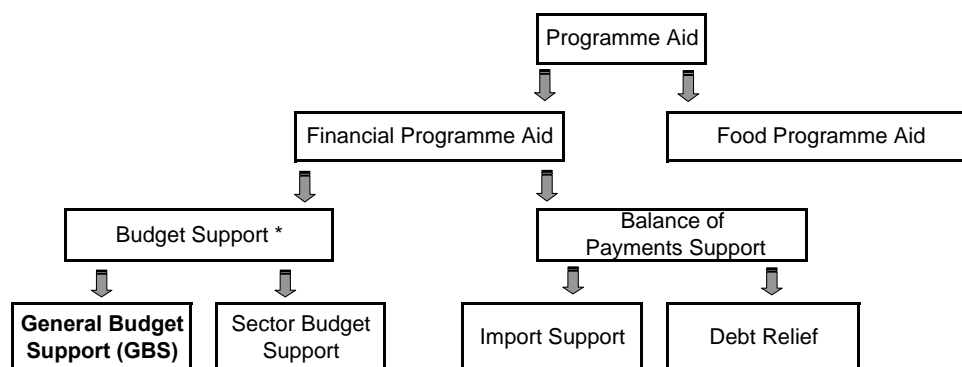 Programme Aid
Financial Programme Aid
Food Programme Aid
Budget Support *
Balance of
Payments Support
General Budget
Support (GBS)
Sector Budget
Support
Import Support
Debt Relief